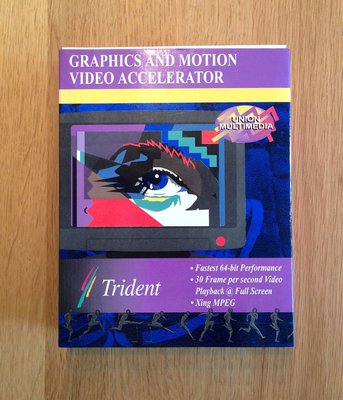 GRAPHICS AND MOTION
VIDEO ACCELERATOR
UNION
MULTIMEDIA
Trident
• Fastest 64-bit Performance
• 30 Frame per second Video
Playback @ Full Screen
• Xing MPEG